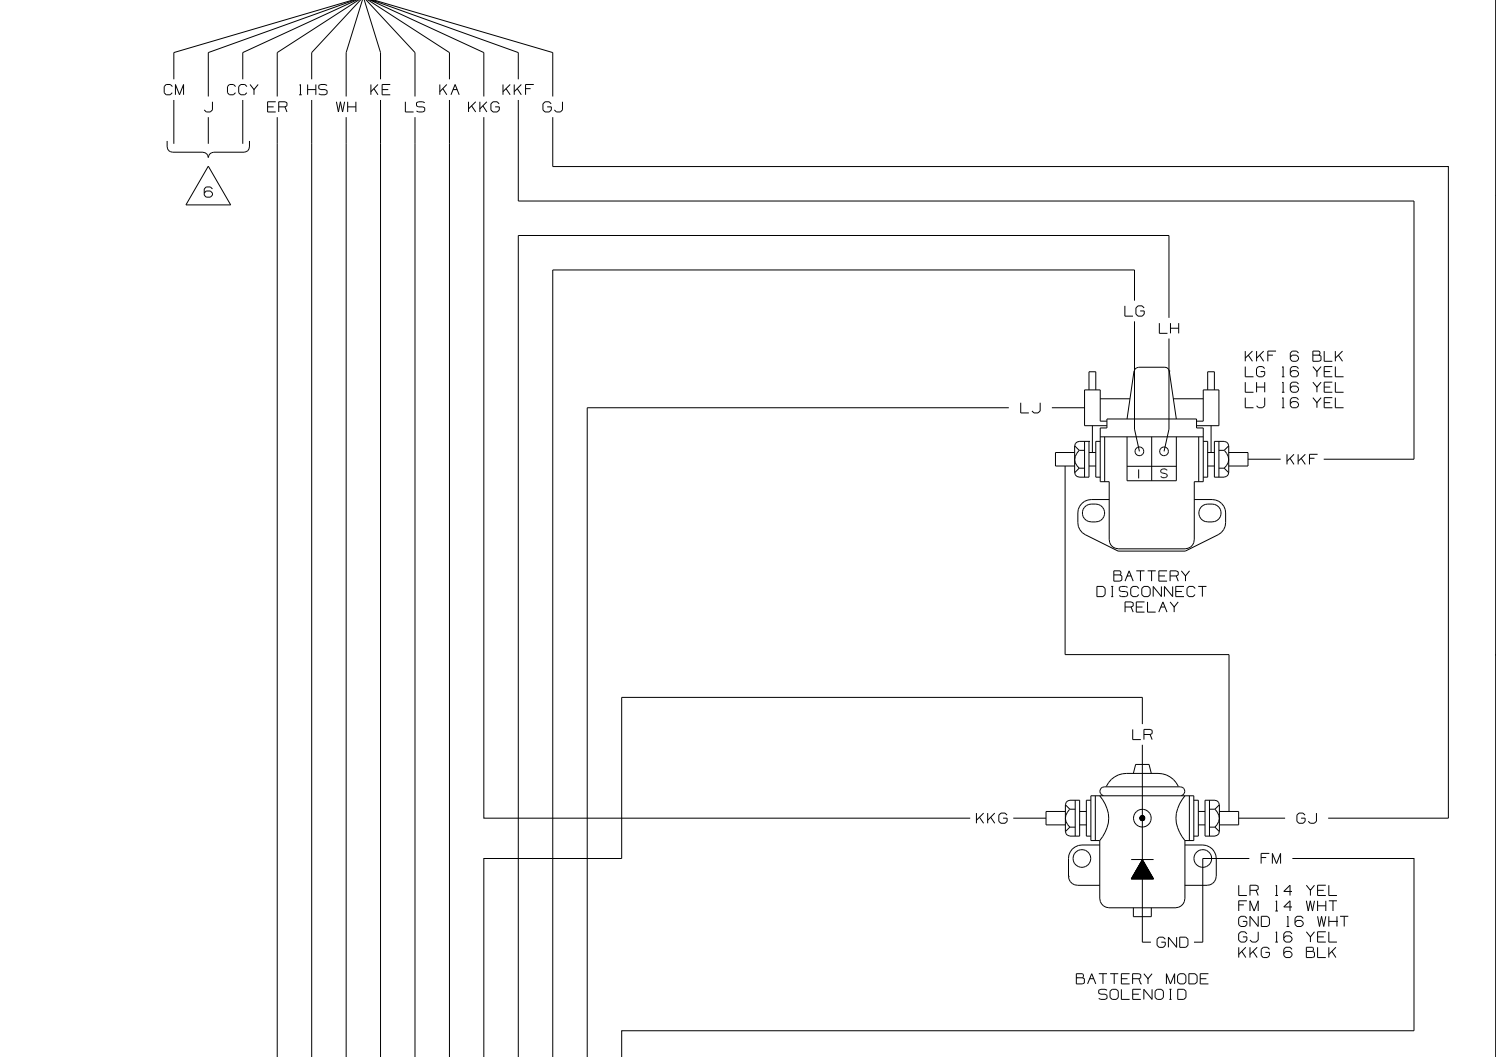 CM
J
CCY
ER
1HS
WH
KE
LS
KA
KKG
KKF
GJ
6
LG
LH
KKF 6 BLK
LG 16 YEL
LH 16 YEL
LJ 16 YEL
LJ
KKF
I S
BATTERY
DISCONNECT
RELAY
LR
KKG
GJ
FM
LR 14 YEL
FM 14 WHT
GND 16 WHT
GJ 16 YEL
KKG 6 BLK
GND
BATTERY MODE
SOLENOID